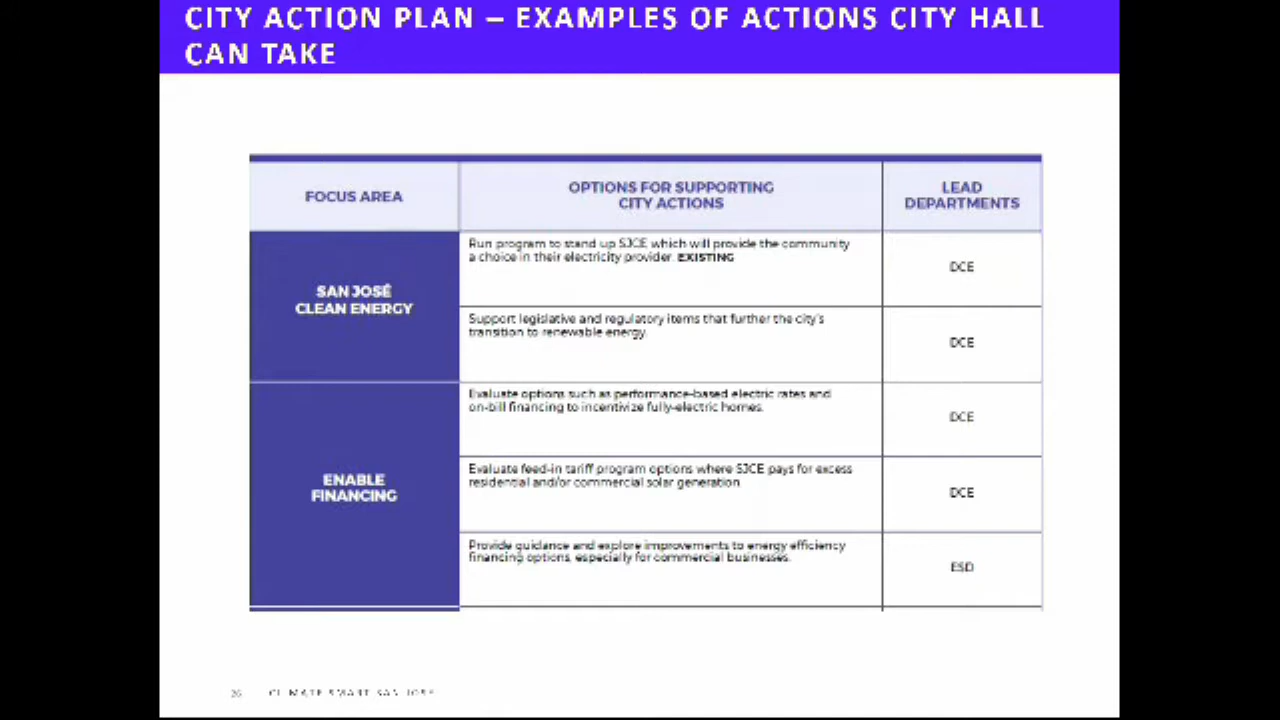 CITY ACTION PLAN – EXAMPLES OF ACTIONS CITY HALL
CAN TAKE
FOCUS AREA
OPTIONS FOR SUPPORTING
CITY ACTIONS
LEAD
DEPARTMENTS
SAN JOSÉ
CLEAN ENERGY
Run program to stand up SJCE which will provide the community
a choice in their electricity provider. EXISTING
DCE
Support legislative and regulatory items that further the city's
transition to renewable energy.
DCE
ENABLE
FINANCING
Evaluate options such as performance-based electric rates and
on-bill financing to incentivize fully-electric homes.
DCE
Evaluate feed-in tariff program options where SJCE pays for excess
residential and/or commercial solar generation.
DCE
Provide guidance and explore improvements to energy efficiency
financing options, especially for commercial businesses.
ESD
26 CLIMATE SMART SAN JOSE